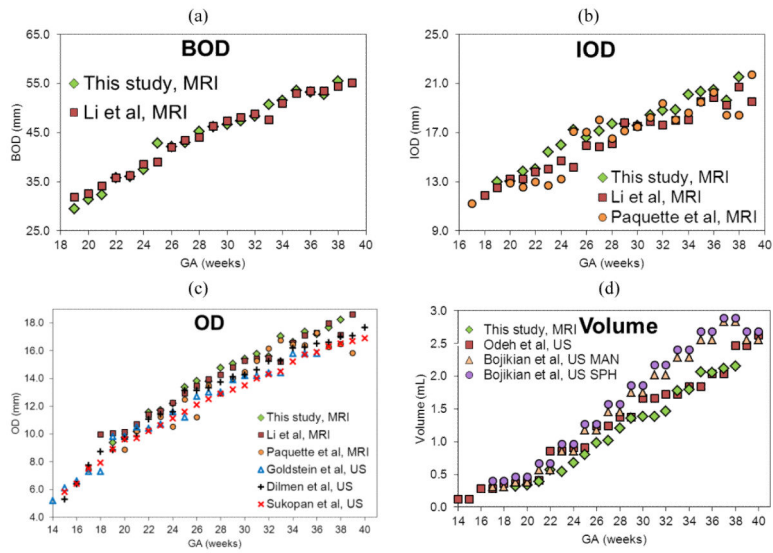 (a)
BOD
55.0
45.0
35.0
25.0
BOD (mm)
This study, MRI
Li et al, MRI
18 20 22 24 26 28 30 32 34 36 38 40
GA (weeks)
(b)
IOD
25.0
21.0
17.0
13.0
9.0
IOD (mm)
This study, MRI
Li et al, MRI
Paquette et al, MRI
16 18 20 22 24 26 28 30 32 34 36 38 40
GA (weeks)
(c)
OD
18.0
16.0
14.0
12.0
10.0
8.0
6.0
4.0
OD (mm)
This study, MRI
Li et al, MRI
Paquette et al, MRI
Goldstein et al, US
Dilmen et al, US
Sukopan et al, US
14 16 18 20 22 24 26 28 30 32 34 36 38 40
GA (weeks)
(d)
Volume
3.0
2.5
2.0
1.5
1.0
0.5
0.0
Volume (mL)
This study, MRI
Odeh et al, US
Bojikian et al, US MAN
Bojikian et al, US SPH
14 16 18 20 22 24 26 28 30 32 34 36 38 40
GA (weeks)